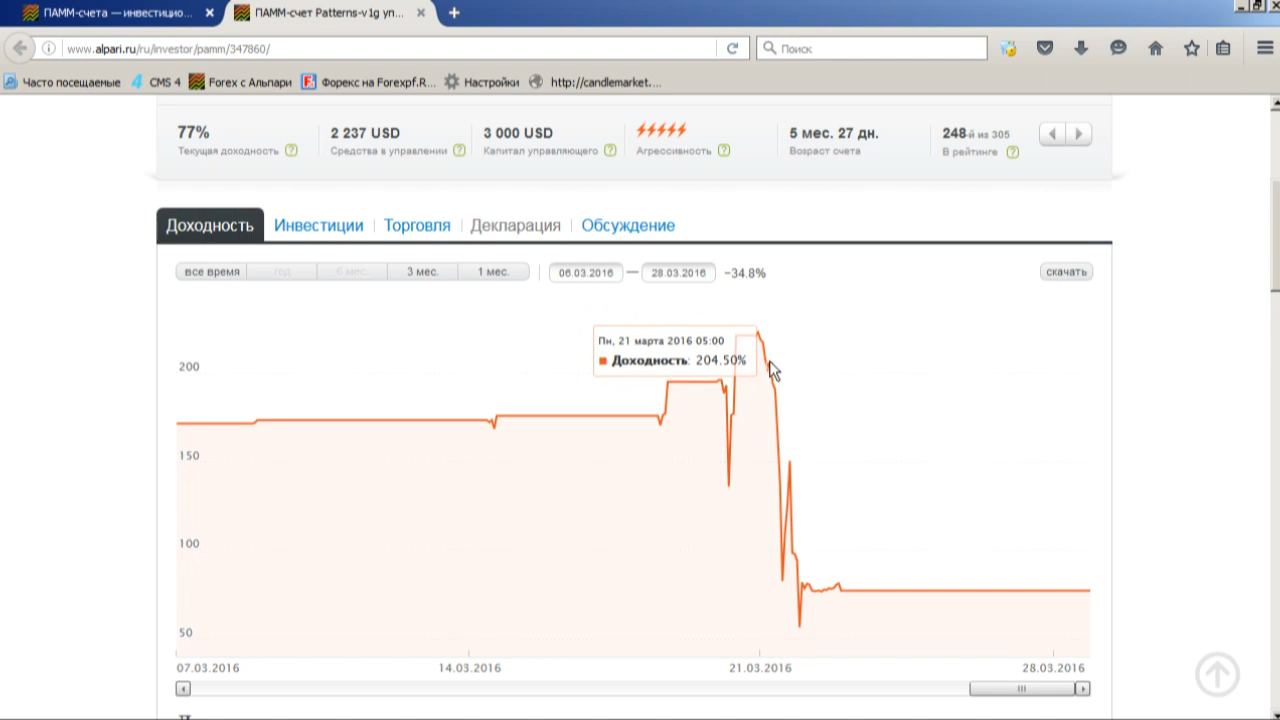 ПАММ-счета — инвестицио...
ПАММ-счет Patterns-v1g уп...
www.alpari.ru/ru/investor/pamm/347860/
Поиск
Часто посещаемые
CMS 4
Forex с Альпари
Форекс на Forexpf.R...
Настройки
http://candlemarket....
77%
2 237 USD
3 000 USD
5 мес. 27 дн.
248-й из 305
Текущая доходность
Средства в управлении
Капитал управляющего
Агрессивность
Возраст счета
В рейтинге
Доходность
Инвестиции
Торговля
Декларация
Обсуждение
все время
год
6 мес.
3 мес.
1 мес.
06.03.2016 — 28.03.2016 −34.8%
скачать
Пн, 21 марта 2016 05:00
Доходность: 204.50%
200
150
100
50
07.03.2016
14.03.2016
21.03.2016
28.03.2016